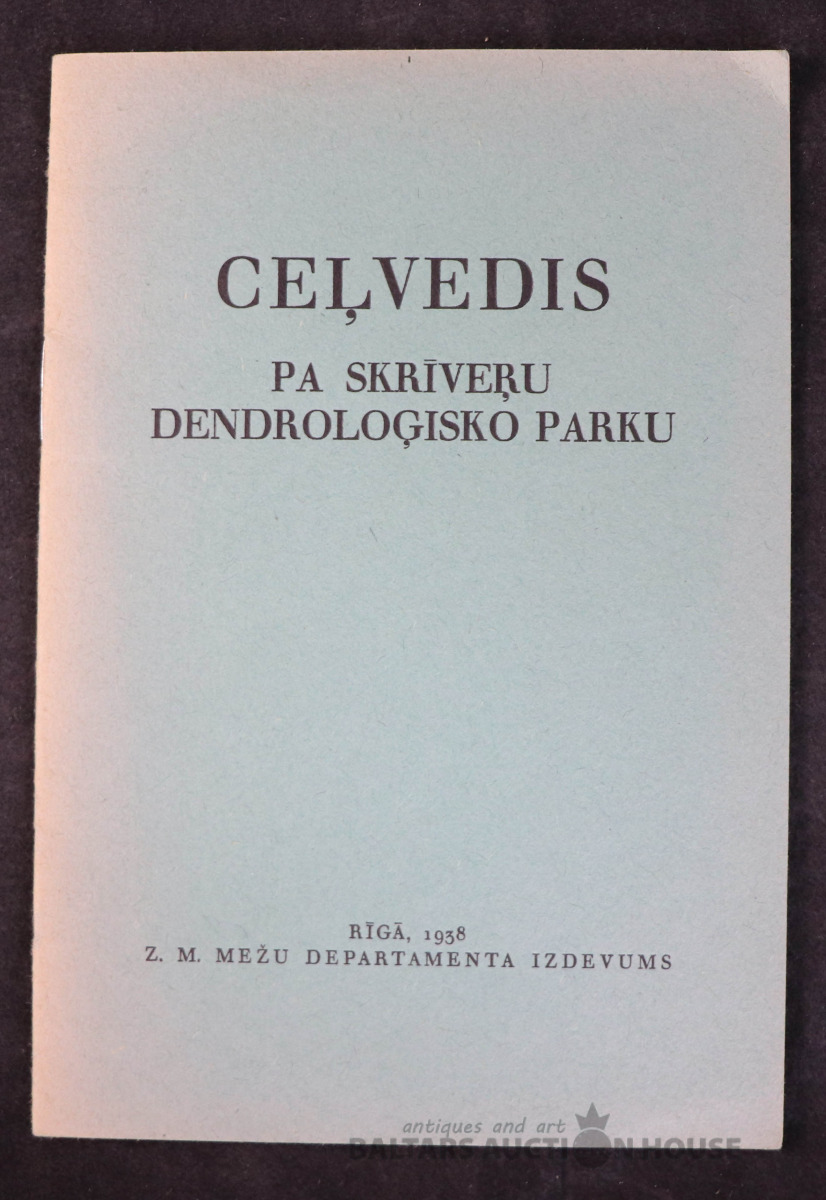 CEĻVEDIS
PA SKRĪVEŖU
DENDROLOĢISKO PARKU
RĪGĀ, 1938
Z. M. MEŽU DEPARTAMENTA IZDEVUMS
antiques and art
BALTARS AUCTION HOUSE